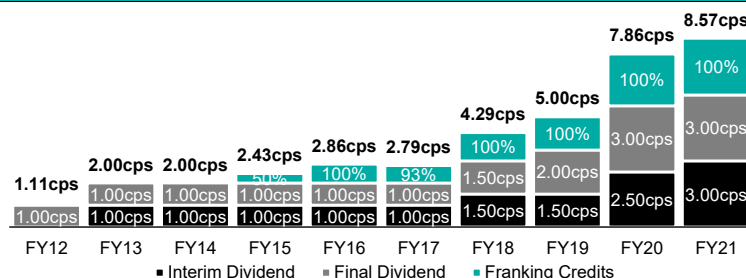 8.57cps
7.86cps
100%
100%
5.00cps
4.29cps
100%
3.00cps
3.00cps
2.43cps
2.86cps
2.79cps
100%
2.00cps
2.00cps
50%
100%
93%
2.00cps
1.11cps
1.50cps
1.00cps
1.00cps
1.00cps
1.00cps
1.00cps
2.50cps
3.00cps
1.00cps
1.00cps
1.00cps
1.00cps
1.00cps
1.00cps
1.50cps
1.50cps
FY12 FY13 FY14 FY15 FY16 FY17 FY18 FY19 FY20 FY21
Interim Dividend Final Dividend Franking Credits